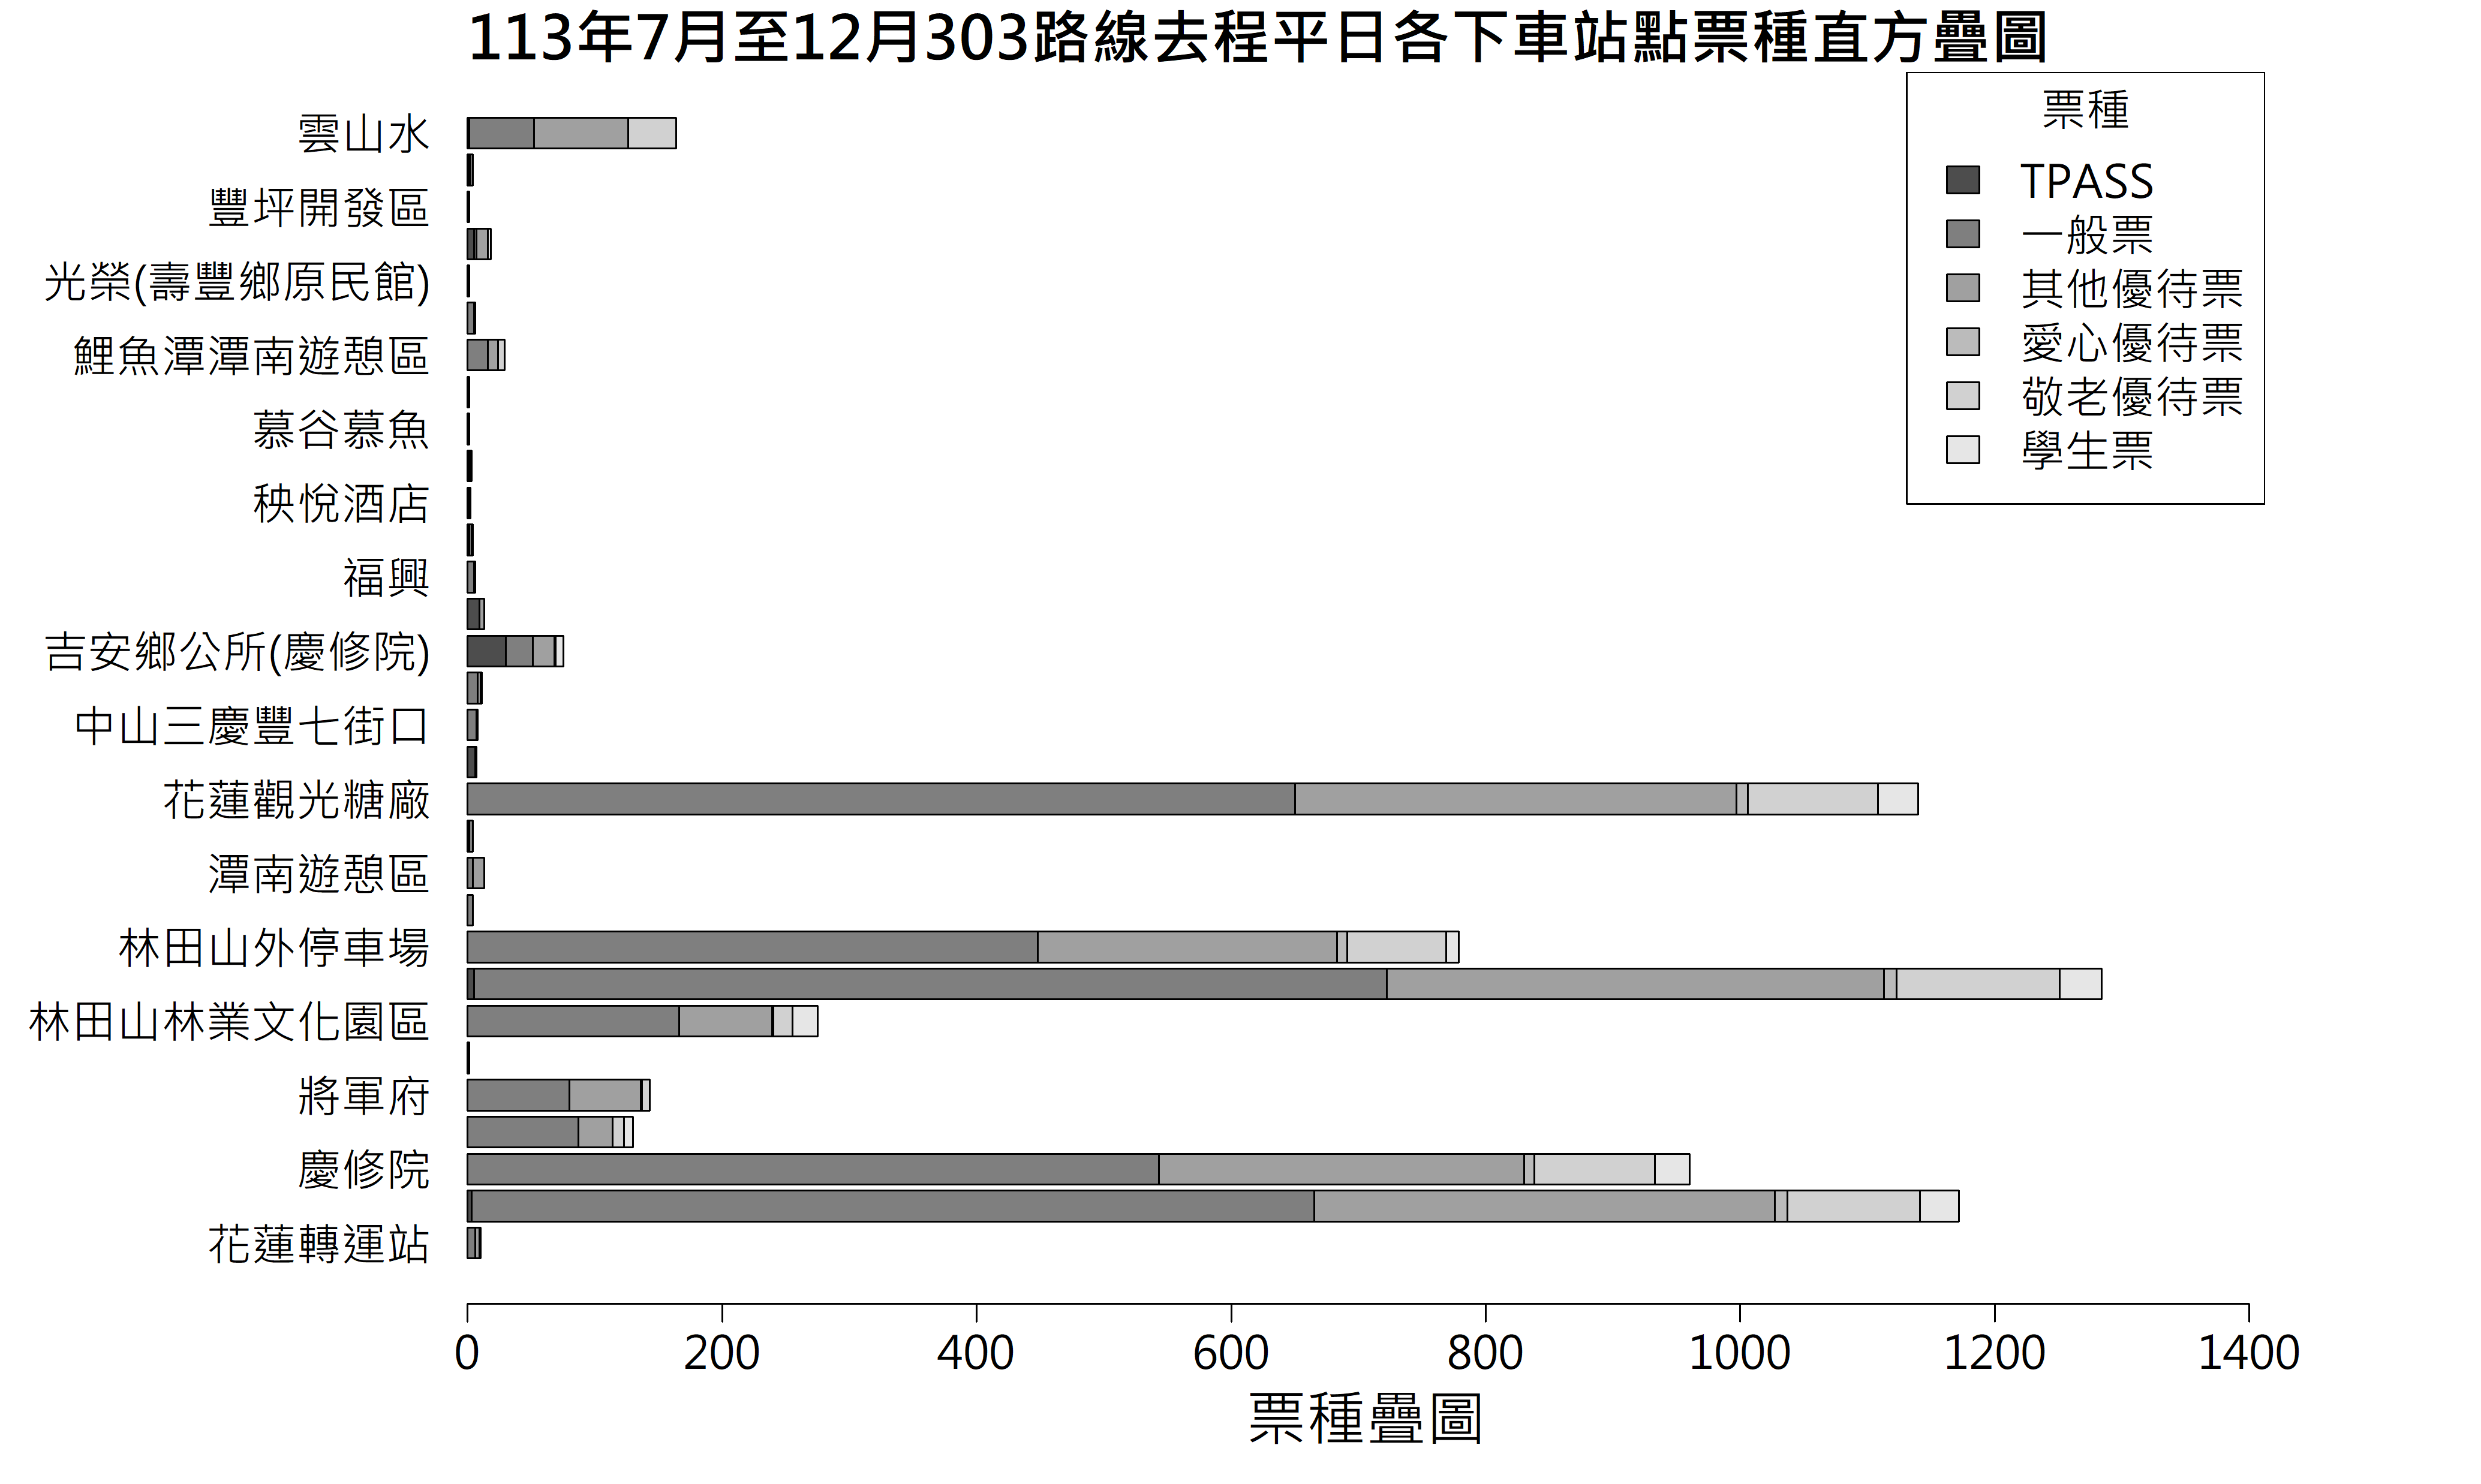 113年7月至12月303路線去程平日各下車站點票種直方疊圖
票種
TPASS
一般票
其他優待票
愛心優待票
敬老優待票
學生票
雲山水
豐坪開發區
光榮(壽豐鄉原民館)
鯉魚潭潭南遊憩區
慕谷慕魚
秧悅酒店
福興
吉安鄉公所(慶修院)
中山三慶豐七街口
花蓮觀光糖廠
潭南遊憩區
林田山外停車場
林田山林業文化園區
將軍府
慶修院
花蓮轉運站
0 200 400 600 800 1000 1200 1400
票種疊圖